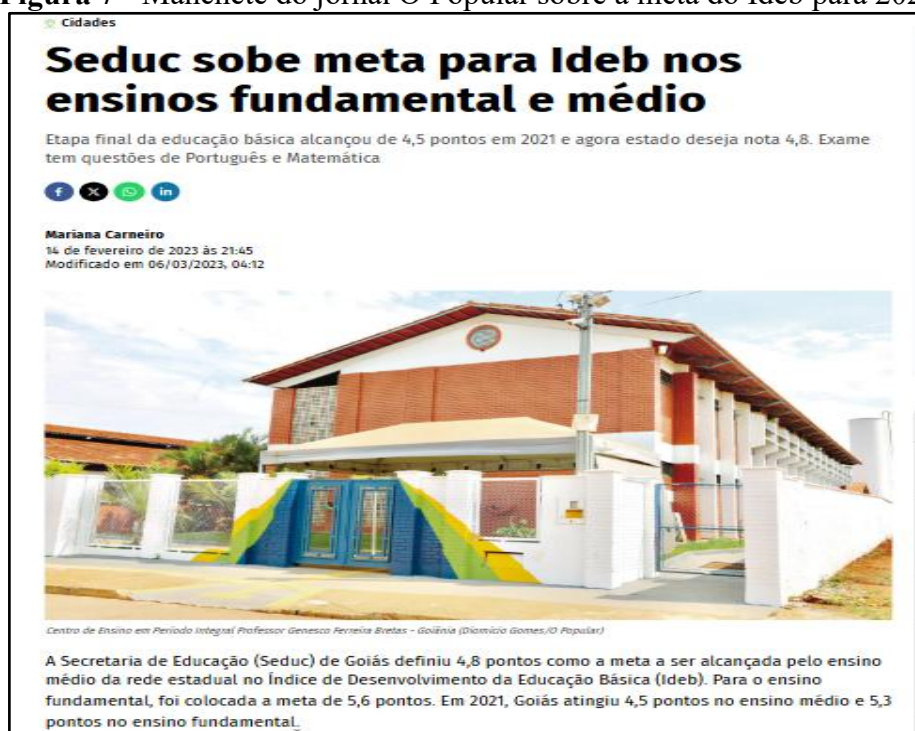 Figura 7 - Manchete do jornal O Popular sobre a meta do Ideb para 202
Cidades
Seduc sobe meta para Ideb nos
ensinos fundamental e médio
Etapa final da educação básica alcançou de 4,5 pontos em 2021 e agora estado deseja nota 4,8. Exame
tem questões de Português e Matemática
Mariana Carneiro
14 de fevereiro de 2023 às 21:45
Modificado em 06/03/2023, 04:12
Centro de Ensino em Período Integral Professor Genesco Ferreira Bretas - Goiânia (Diomício Gomes/O Popular)
A Secretaria de Educação (Seduc) de Goiás definiu 4,8 pontos como a meta a ser alcançada pelo ensino
médio da rede estadual no Índice de Desenvolvimento da Educação Básica (Ideb). Para o ensino
fundamental, foi colocada a meta de 5,6 pontos. Em 2021, Goiás atingiu 4,5 pontos no ensino médio e 5,3
pontos no ensino fundamental.